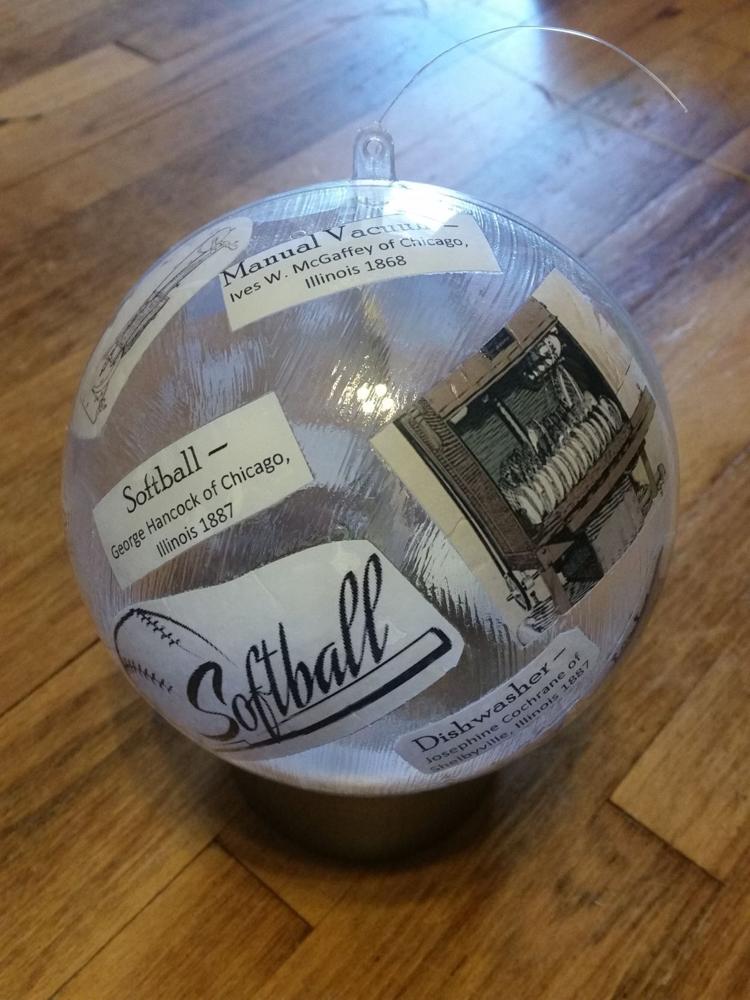 Manual Vacuum –
Ives W. McGaffey of Chicago,
Illinois 1868
Softball –
George Hancock of Chicago,
Illinois 1887
Softball
Dishwasher –
Josephine Cochrane of
Shelbyville, Illinois 1887